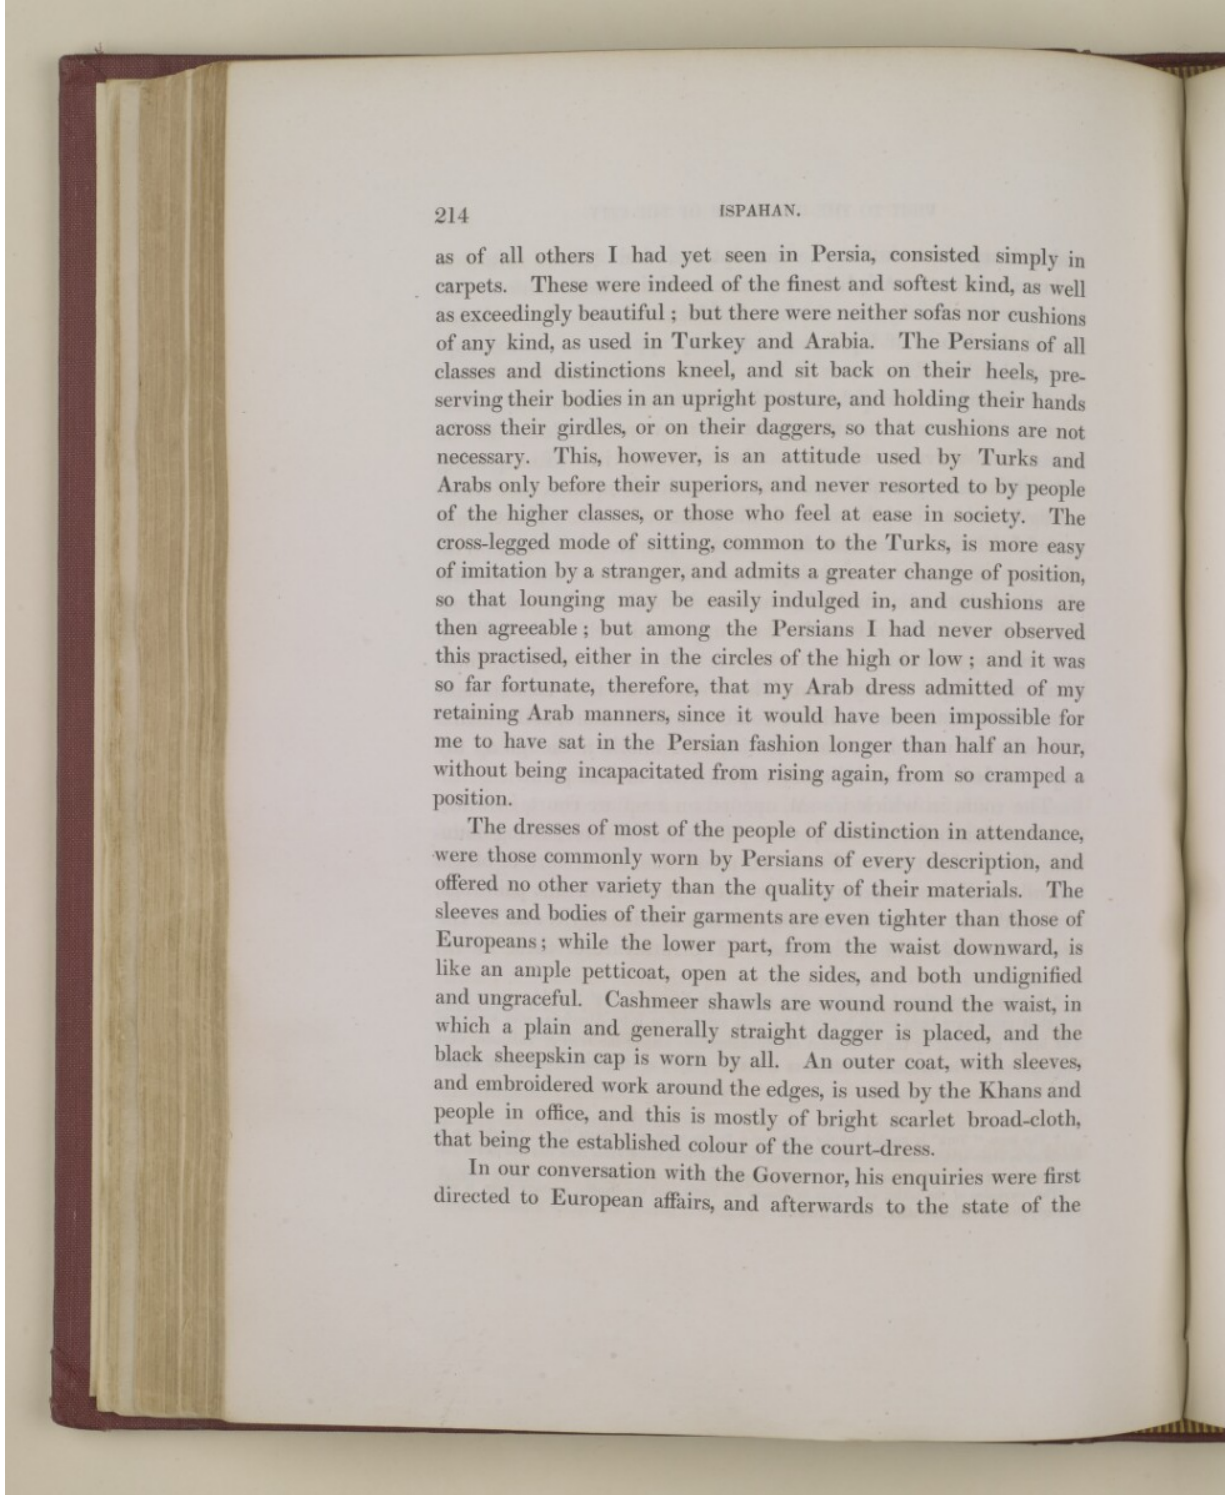 214
ISPAHAN.
as of all others I had yet seen in Persia, consisted simply in
carpets. These were indeed of the finest and softest kind, as well
as exceedingly beautiful ; but there were neither sofas nor cushions
of any kind, as used in Turkey and Arabia. The Persians of all
classes and distinctions kneel, and sit back on their heels, pre-
serving their bodies in an upright posture, and holding their hands
across their girdles, or on their daggers, so that cushions are not
necessary. This, however, is an attitude used by Turks and
Arabs only before their superiors, and never resorted to by people
of the higher classes, or those who feel at ease in society. The
cross-legged mode of sitting, common to the Turks, is more easy
of imitation by a stranger, and admits a greater change of position,
so that lounging may be easily indulged in, and cushions are
then agreeable ; but among the Persians I had never observed
this practised, either in the circles of the high or low ; and it was
so far fortunate, therefore, that my Arab dress admitted of my
retaining Arab manners, since it would have been impossible for
me to have sat in the Persian fashion longer than half an hour,
without being incapacitated from rising again, from so cramped a
position.
The dresses of most of the people of distinction in attendance,
were those commonly worn by Persians of every description, and
offered no other variety than the quality of their materials. The
sleeves and bodies of their garments are even tighter than those of
Europeans ; while the lower part, from the waist downward, is
like an ample petticoat, open at the sides, and both undignified
and ungraceful. Cashmeer shawls are wound round the waist, in
which a plain and generally straight dagger is placed, and the
black sheepskin cap is worn by all. An outer coat, with sleeves,
and embroidered work around the edges, is used by the Khans and
people in office, and this is mostly of bright scarlet broad-cloth,
that being the established colour of the court-dress.
In our conversation with the Governor, his enquiries were first
directed to European affairs, and afterwards to the state of the